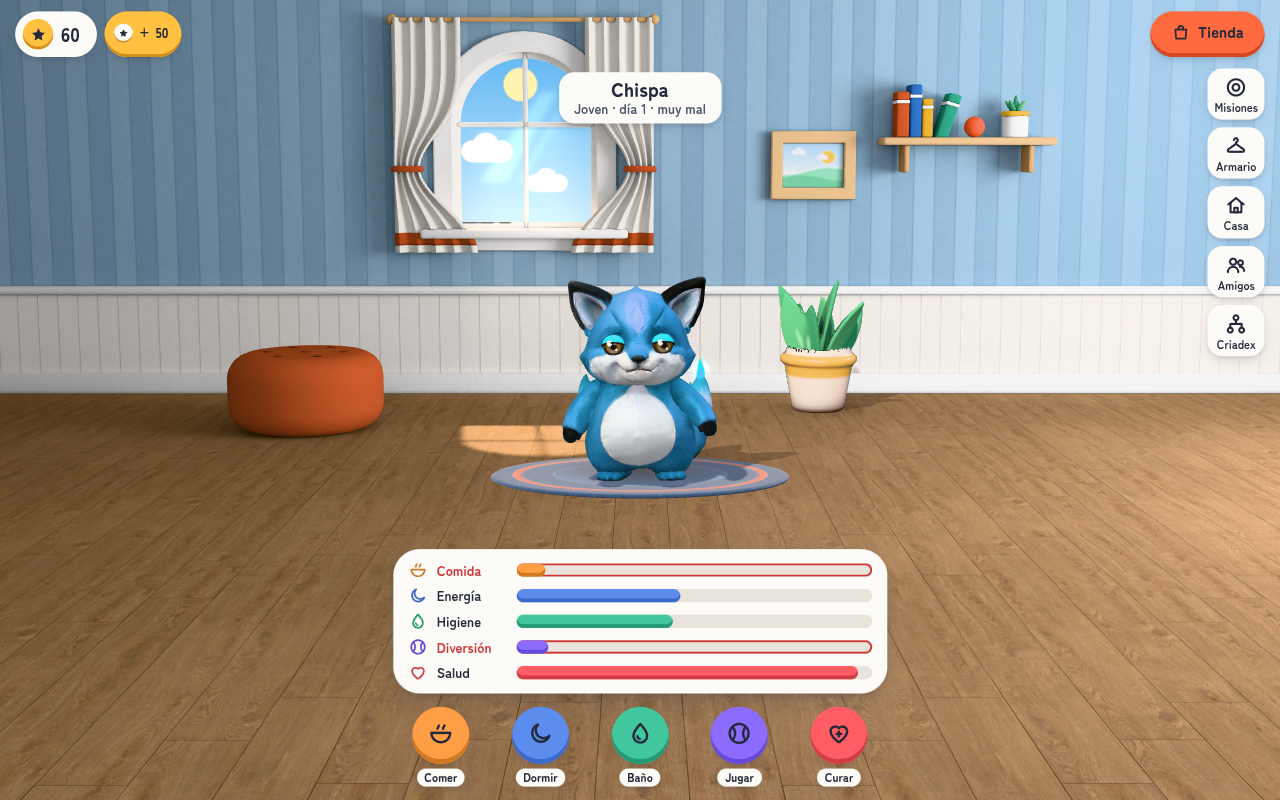 60
+ 50
Tienda
Chispa
Joven · día 1 · muy mal
Misiones
Armario
Casa
Amigos
Criadex
Comida
Energía
Higiene
Diversión
Salud
Comer
Dormir
Baño
Jugar
Curar